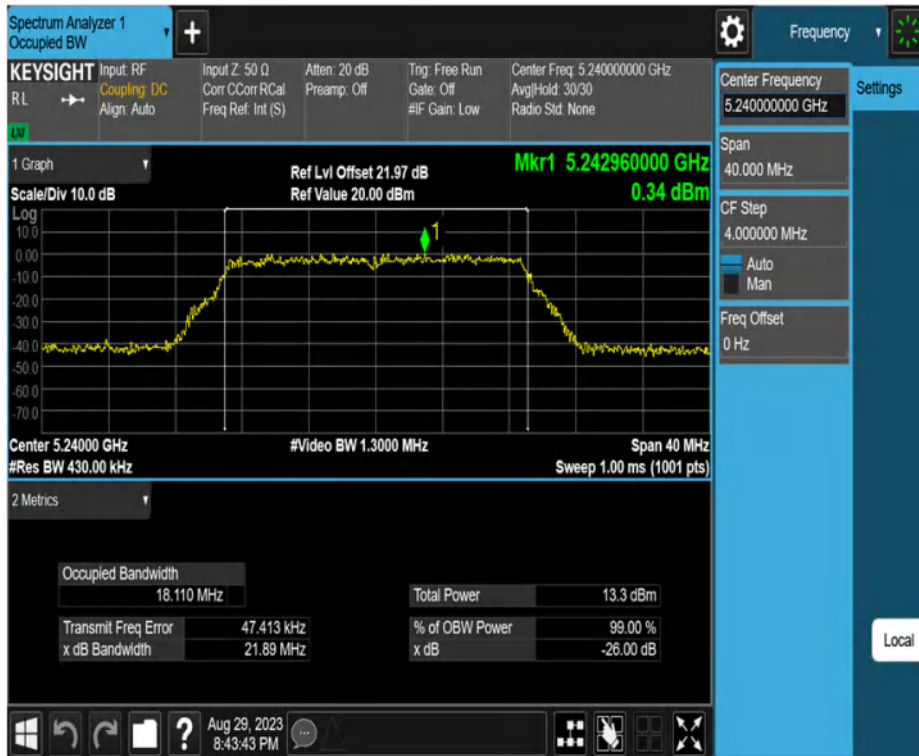 Spectrum Analyzer 1
Occupied BW
+
Frequency
KEYSIGHT
RL
LXI
Input: RF
Coupling: DC
Align: Auto
Input Z: 50 Ω
Corr CCorr RCal
Freq Ref: Int (S)
Atten: 20 dB
Preamp: Off
Trig: Free Run
Gate: Off
#IF Gain: Low
Center Freq: 5.240000000 GHz
Avg|Hold: 30/30
Radio Std: None
Center Frequency
5.240000000 GHz
Settings
Span
40.000 MHz
CF Step
4.000000 MHz
Auto
Man
Freq Offset
0 Hz
1 Graph
Scale/Div 10.0 dB
Ref Lvl Offset 21.97 dB
Ref Value 20.00 dBm
Mkr1 5.242960000 GHz
0.34 dBm
Log
10.0
0.00
-10.0
-20.0
-30.0
-40.0
-50.0
-60.0
-70.0
1
Center 5.24000 GHz
#Res BW 430.00 kHz
#Video BW 1.3000 MHz
Span 40 MHz
Sweep 1.00 ms (1001 pts)
2 Metrics
Occupied Bandwidth
18.110 MHz
Total Power 13.3 dBm
Transmit Freq Error 47.413 kHz
% of OBW Power 99.00 %
x dB Bandwidth 21.89 MHz
x dB -26.00 dB
Local
?
Aug 29, 2023
8:43:43 PM